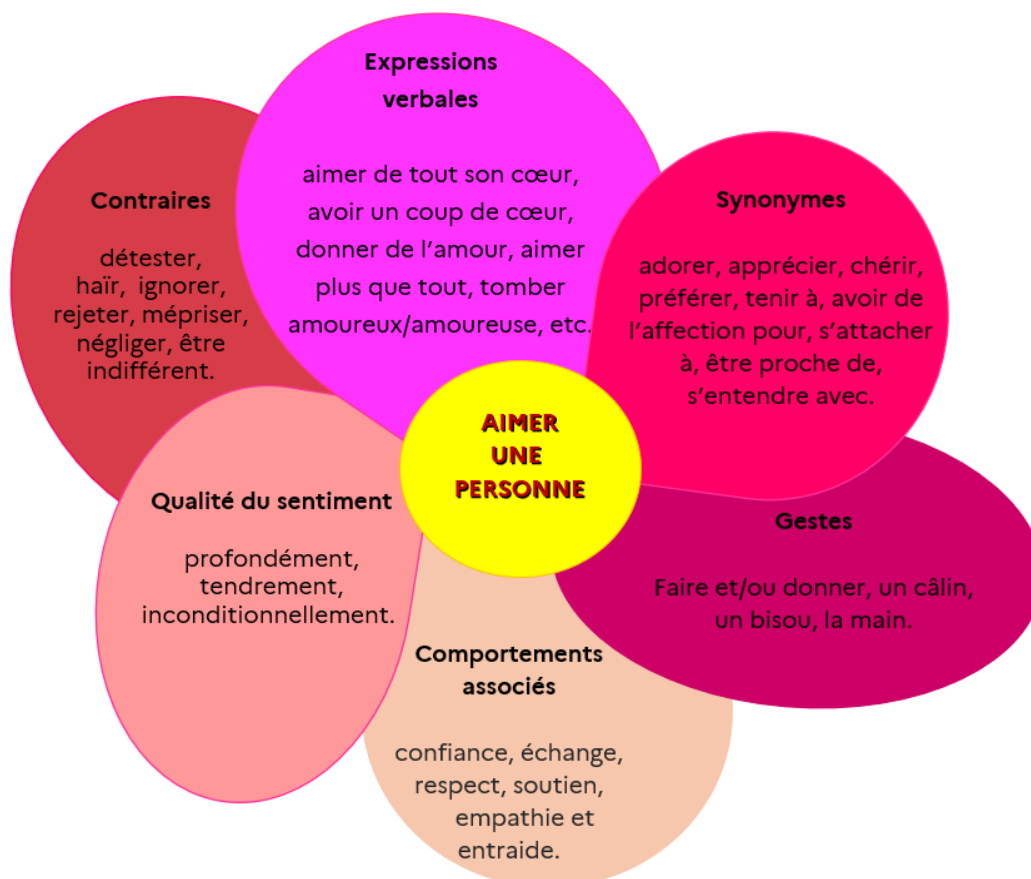 Expressions
verbales
aimer de tout son cœur,
avoir un coup de cœur,
donner de l'amour, aimer
plus que tout, tomber
amoureux/amoureuse, etc.
Contraires
détester,
haïr, ignorer,
rejeter, mépriser,
négliger, être
indifférent.
Synonymes
adorer, apprécier, chérir,
préférer, tenir à, avoir de
l'affection pour, s'attacher
à, être proche de,
s'entendre avec.
AIMER
UNE
PERSONNE
Qualité du sentiment
profondément,
tendrement,
inconditionnellement.
Gestes
Faire et/ou donner, un câlin,
un bisou, la main.
Comportements
associés
confiance, échange,
respect, soutien,
empathie et
entraide.